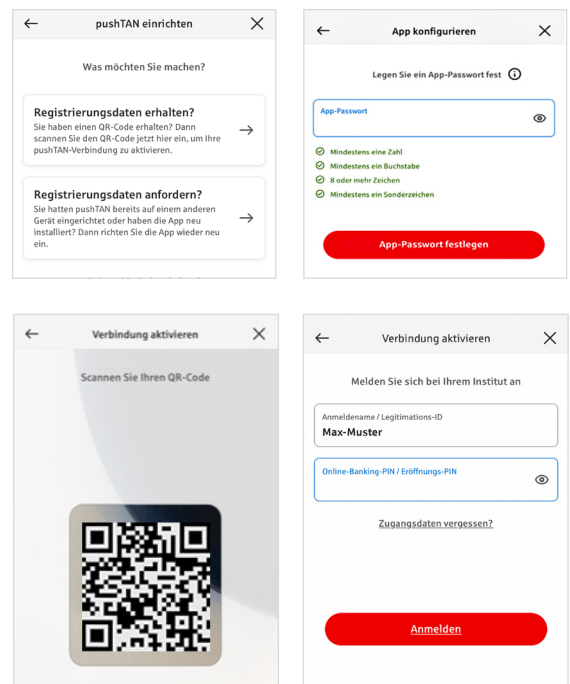 pushTAN einrichten
Was möchten Sie machen?
Registrierungsdaten erhalten?
Sie haben einen QR-Code erhalten? Dann
scannen Sie den QR-Code jetzt hier ein, um Ihre
pushTAN-Verbindung zu aktivieren.
Registrierungsdaten anfordern?
Sie hatten pushTAN bereits auf einem anderen
Gerät eingerichtet oder haben die App neu
installiert? Dann richten Sie die App wieder neu
ein.
App konfigurieren
Legen Sie ein App-Passwort fest
App-Passwort
Mindestens eine Zahl
Mindestens ein Buchstabe
8 oder mehr Zeichen
Mindestens ein Sonderzeichen
App-Passwort festlegen
Verbindung aktivieren
Scannen Sie Ihren QR-Code
Verbindung aktivieren
Melden Sie sich bei Ihrem Institut an
Anmeldename / Legitimations-ID
Max-Muster
Online-Banking-PIN / Eröffnungs-PIN
Zugangsdaten vergessen?
Anmelden